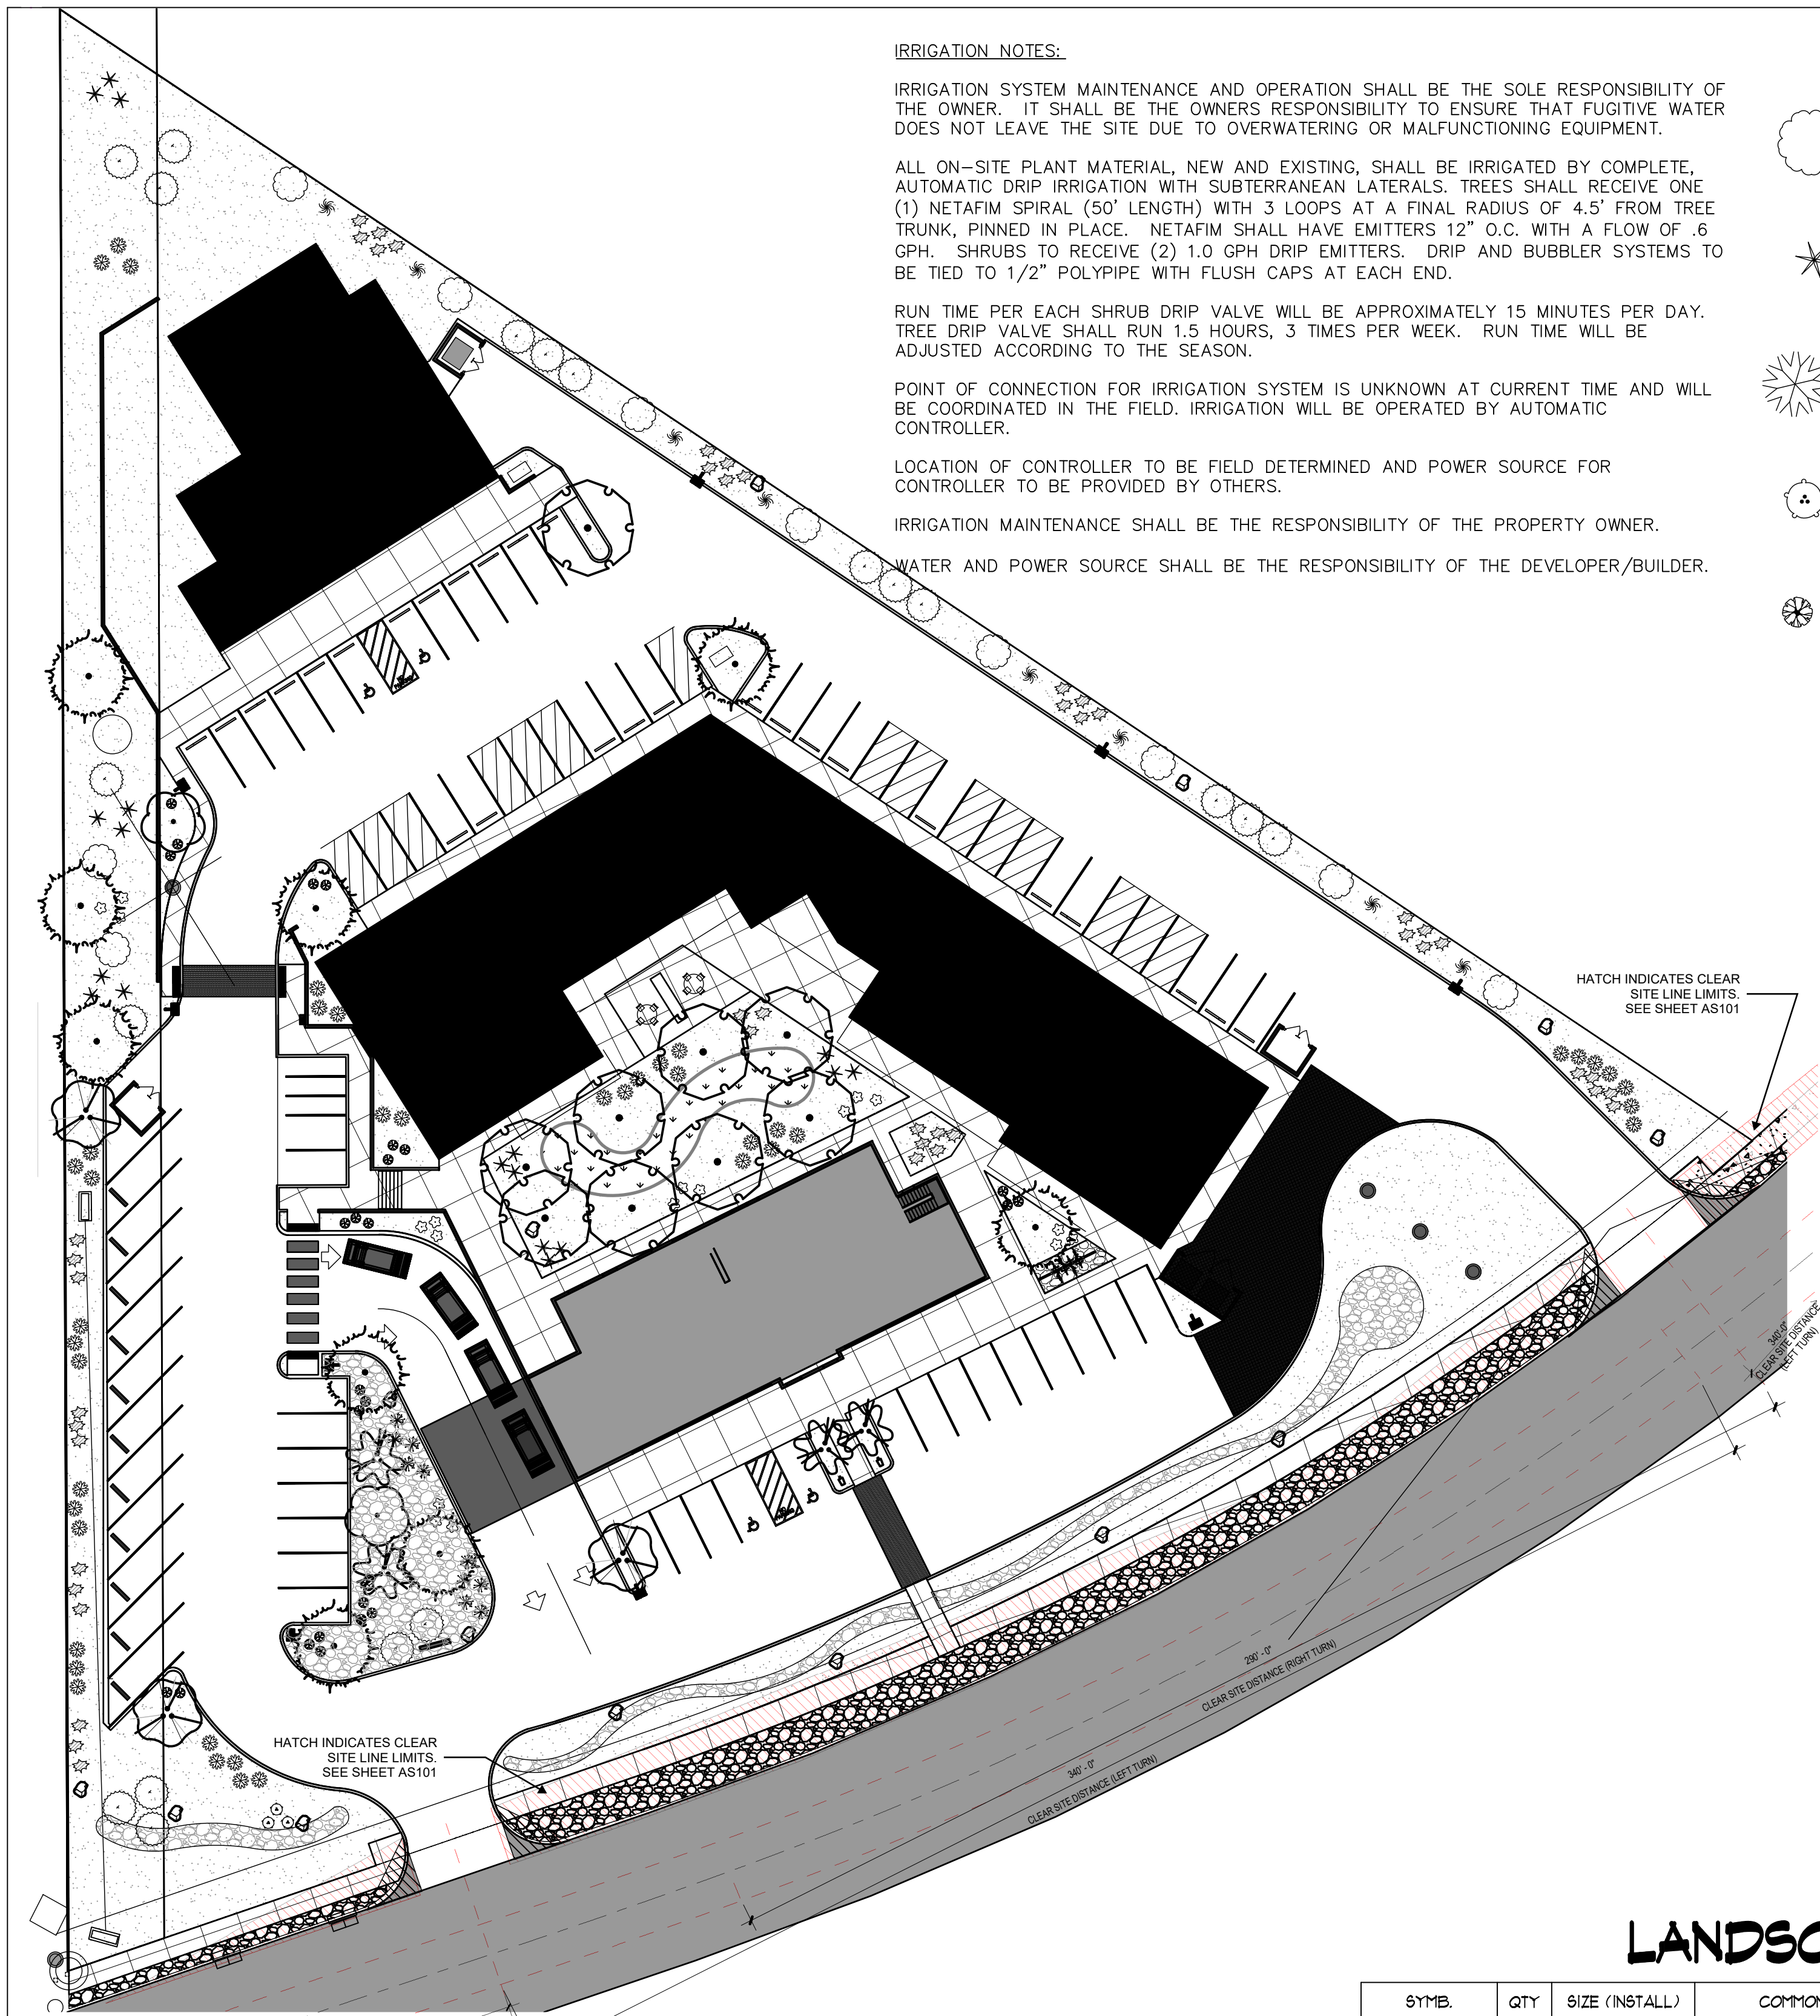 IRRIGATION NOTES:
IRRIGATION SYSTEM MAINTENANCE AND OPERATION SHALL BE THE SOLE RESPONSIBILITY OF
THE OWNER. IT SHALL BE THE OWNERS RESPONSIBILITY TO ENSURE THAT FUGITIVE WATER
DOES NOT LEAVE THE SITE DUE TO OVERWATERING OR MALFUNCTIONING EQUIPMENT.
ALL ON-SITE PLANT MATERIAL, NEW AND EXISTING, SHALL BE IRRIGATED BY COMPLETE,
AUTOMATIC DRIP IRRIGATION WITH SUBTERRANEAN LATERALS. TREES SHALL RECEIVE ONE
(1) NETAFIM SPIRAL (50' LENGTH) WITH 3 LOOPS AT A FINAL RADIUS OF 4.5' FROM TREE
TRUNK, PINNED IN PLACE. NETAFIM SHALL HAVE EMITTERS 12" O.C. WITH A FLOW OF .6
GPH. SHRUBS TO RECEIVE (2) 1.0 GPH DRIP EMITTERS. DRIP AND BUBBLER SYSTEMS TO
BE TIED TO 1/2" POLYPIPE WITH FLUSH CAPS AT EACH END.
RUN TIME PER EACH SHRUB DRIP VALVE WILL BE APPROXIMATELY 15 MINUTES PER DAY.
TREE DRIP VALVE SHALL RUN 1.5 HOURS, 3 TIMES PER WEEK. RUN TIME WILL BE
ADJUSTED ACCORDING TO THE SEASON.
POINT OF CONNECTION FOR IRRIGATION SYSTEM IS UNKNOWN AT CURRENT TIME AND WILL
BE COORDINATED IN THE FIELD. IRRIGATION WILL BE OPERATED BY AUTOMATIC
CONTROLLER.
LOCATION OF CONTROLLER TO BE FIELD DETERMINED AND POWER SOURCE FOR
CONTROLLER TO BE PROVIDED BY OTHERS.
IRRIGATION MAINTENANCE SHALL BE THE RESPONSIBILITY OF THE PROPERTY OWNER.
WATER AND POWER SOURCE SHALL BE THE RESPONSIBILITY OF THE DEVELOPER/BUILDER.
HATCH INDICATES CLEAR
SITE LINE LIMITS.
SEE SHEET AS101
340'-0"
CLEAR SITE DISTANCE
(LEFT TURN)
290' - 0"
CLEAR SITE DISTANCE (RIGHT TURN)
HATCH INDICATES CLEAR
SITE LINE LIMITS.
SEE SHEET AS101
340' - 0"
CLEAR SITE DISTANCE (LEFT TURN)
LANDSC
SYMB. QTY SIZE (INSTALL) COMMON